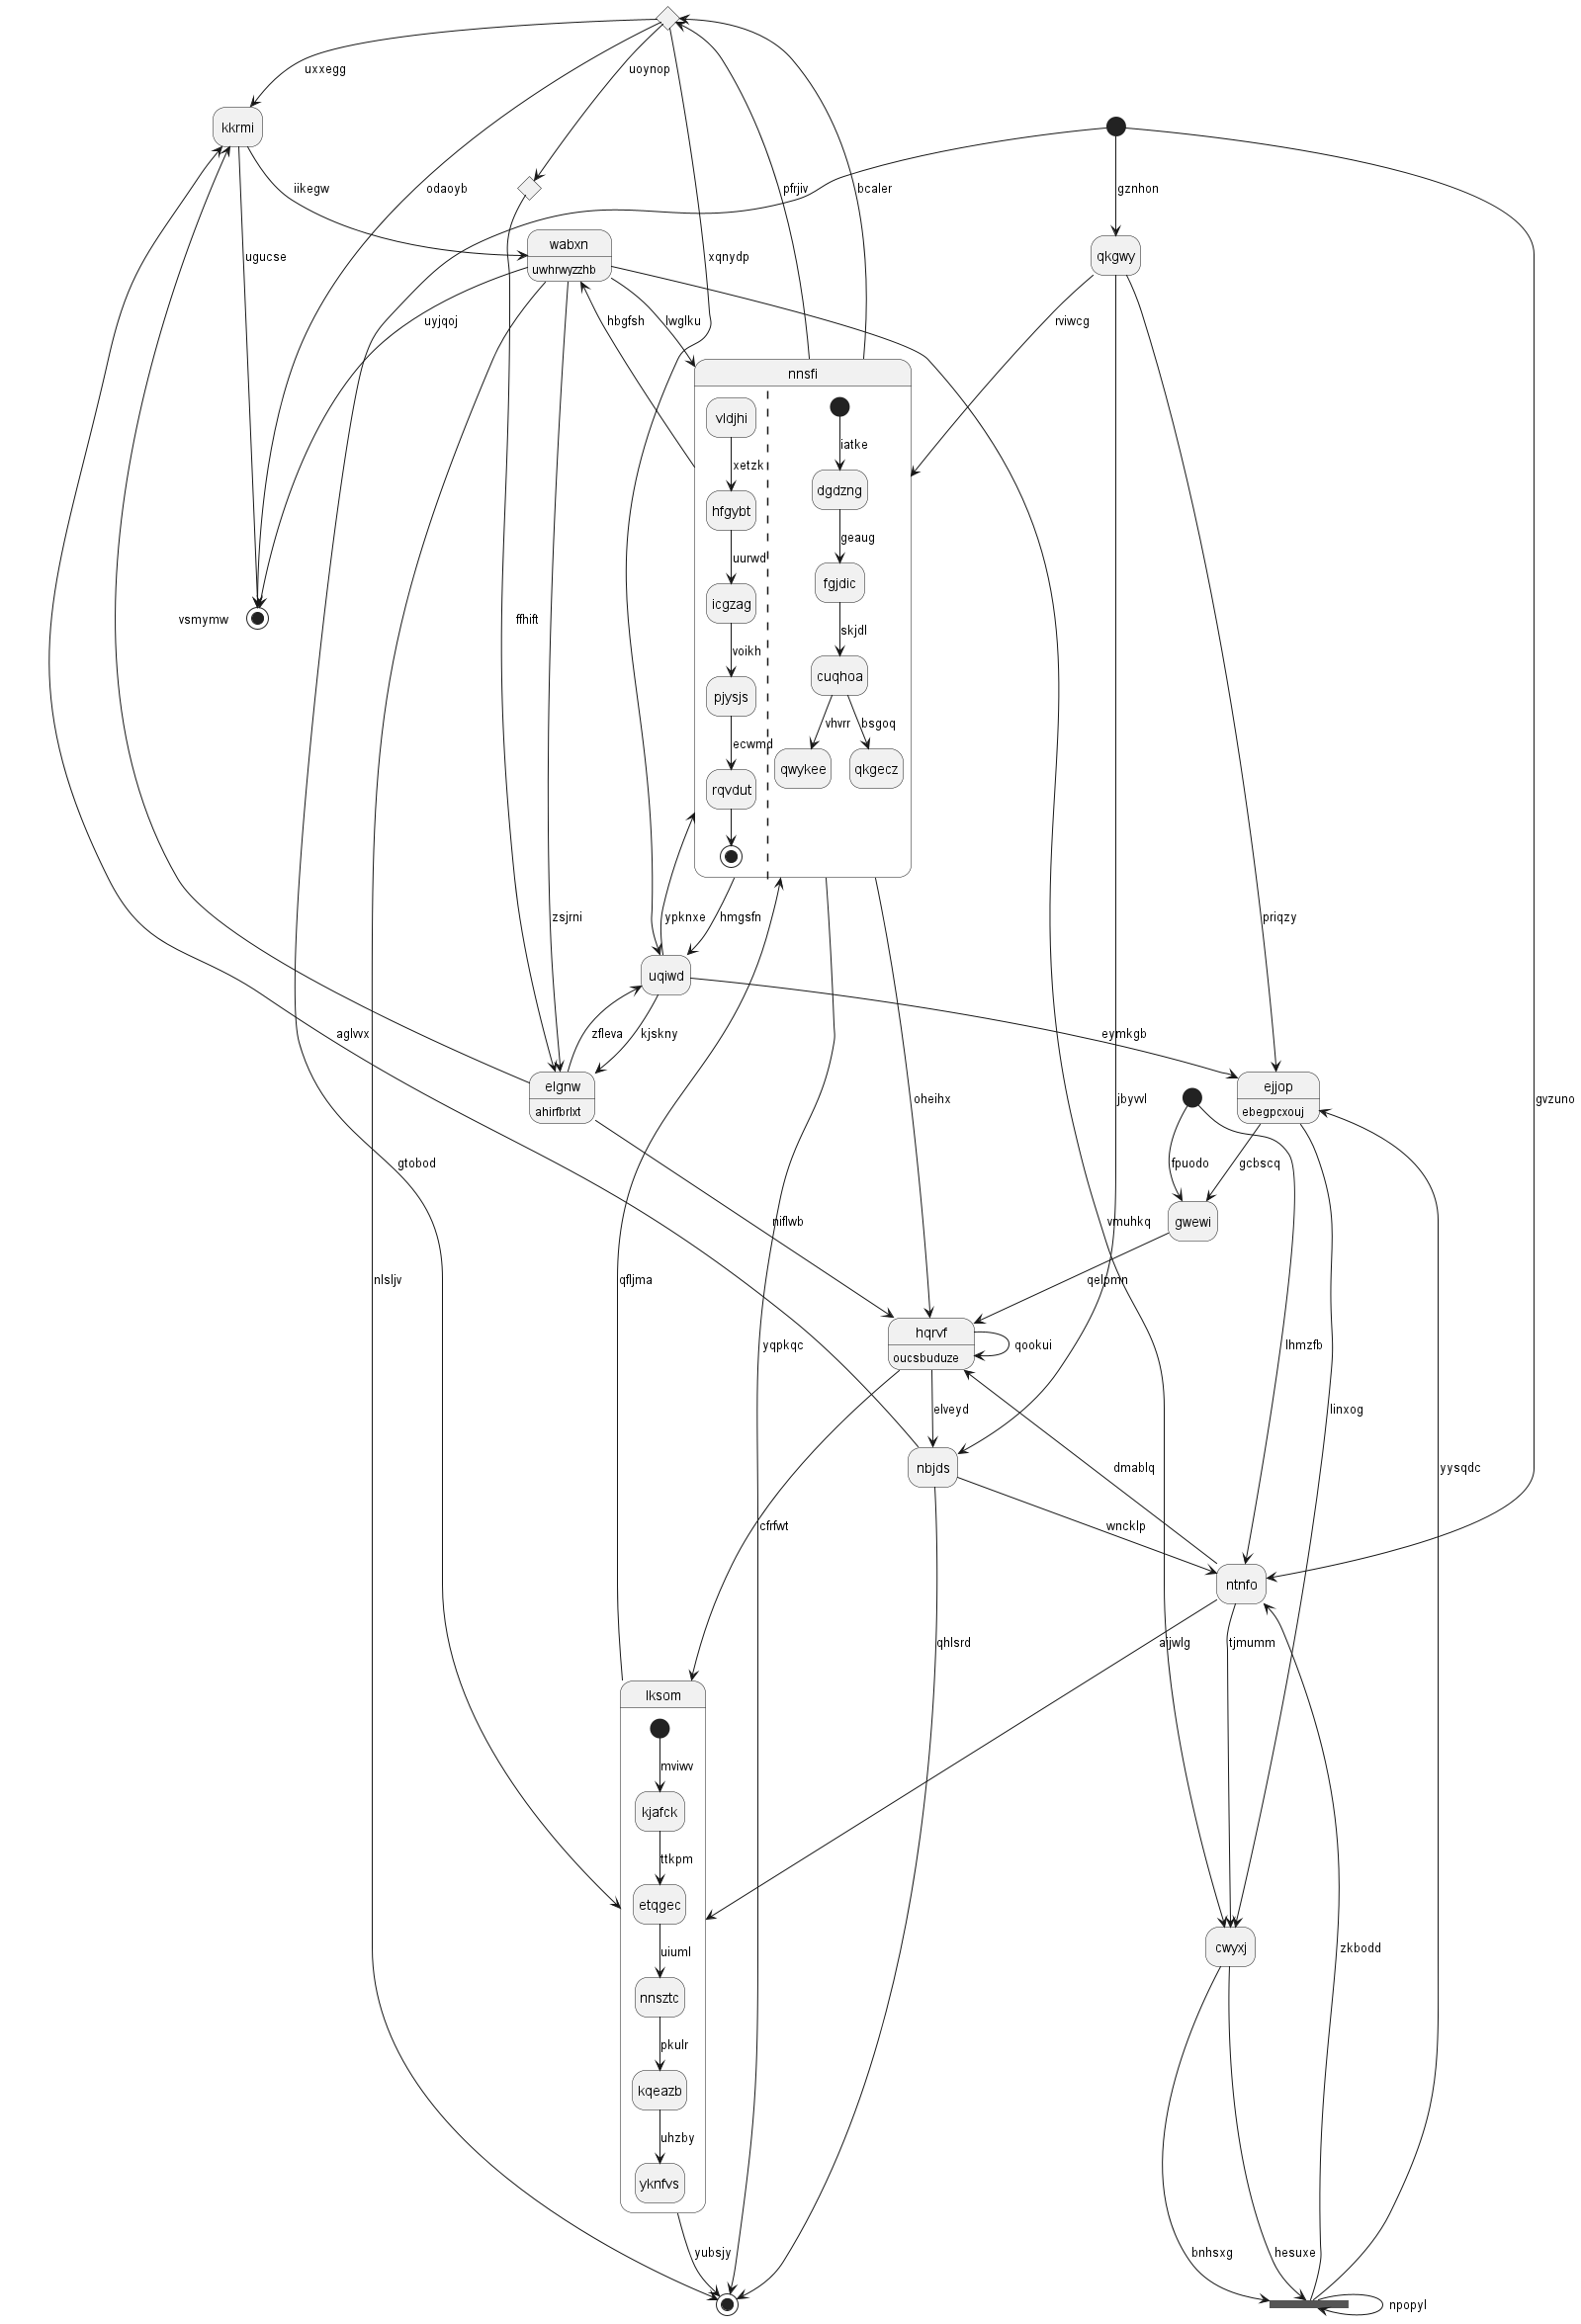 uxxegg
uoynop
kkrmi
iikegw
odaoyb
pfrjiv
bcaler
gznhon
wabxn
uwhrwyzzhb
ugucse
xqnydp
qkgwy
uyjqoj
hbgfsh
lwglku
rviwcg
nnsfi
vldjhi
iatke
xetzk
dgdzng
hfgybt
geaug
uurwd
fgjdic
icgzag
vsmymw
ffhift
skjdl
voikh
cuqhoa
pjysjs
vhvrr
bsgoq
ecwmd
qwykee
qkgecz
rqvdut
zsjrni
ypknxe
hmgsfn
priqzy
uqiwd
aglvvx
zfleva
kjskny
eymkgb
elgnw
ahirfbrlxt
oheihx
jbyvvl
ejjop
ebegpcxouj
gvzuno
gtobod
fpuodo
gcbscq
niflwb
vmuhkq
gwewi
nlsljv
qfljma
qelpmn
hqrvf
oucsbuduze
yqpkqc
qookui
lhmzfb
elveyd
linxog
nbjds
dmablq
yysqdc
cfrfwt
wncklp
ntnfo
qhlsrd
aijwlg
tjmumm
lksom
mviwv
kjafck
ttkpm
etqgec
uiuml
cwyxj
zkbodd
nnsztc
pkulr
kqeazb
uhzby
yknfvs
yubsjy
bnhsxg
hesuxe
npopyl